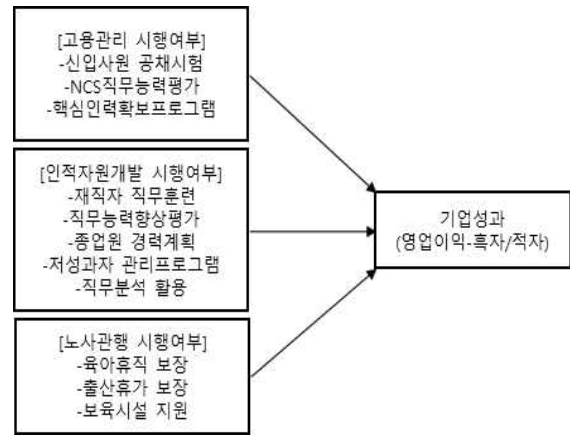 [고용관리 시행여부]
-신입사원 공채시험
-NCS직무능력평가
-핵심인력확보프로그램
[인적자원개발 시행여부]
-재직자 직무훈련
-직무능력향상평가
-종업원 경력계획
-저성과자 관리프로그램
-직무분석 활용
[노사관행 시행여부]
-육아휴직 보장
-출산휴가 보장
-보육시설 지원
기업성과
(영업이익-흑자/적자)